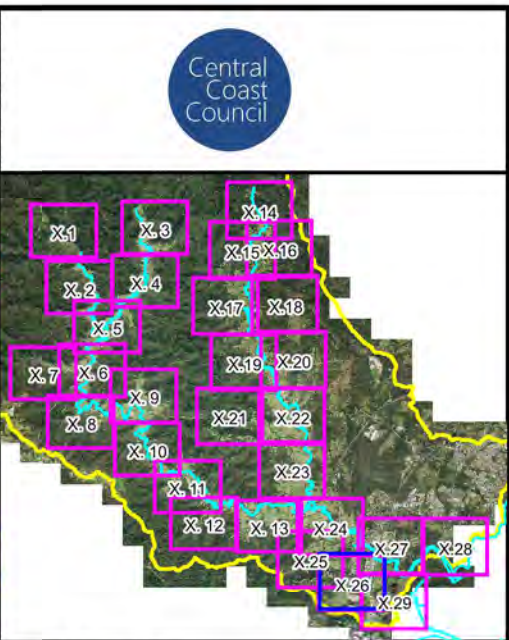 Central
Coast
Council
X.14
X.1
X. 3
X.15
X.16
X. 2
X. 4
X.17
X.18
X. 5
X. 7
X. 6
X.19
X.20
X. 9
X. 8
X.21
X.22
X. 10
X.23
X. 11
X. 12
X. 13
X.24
X.27
X.28
X.25
X.26
X.29